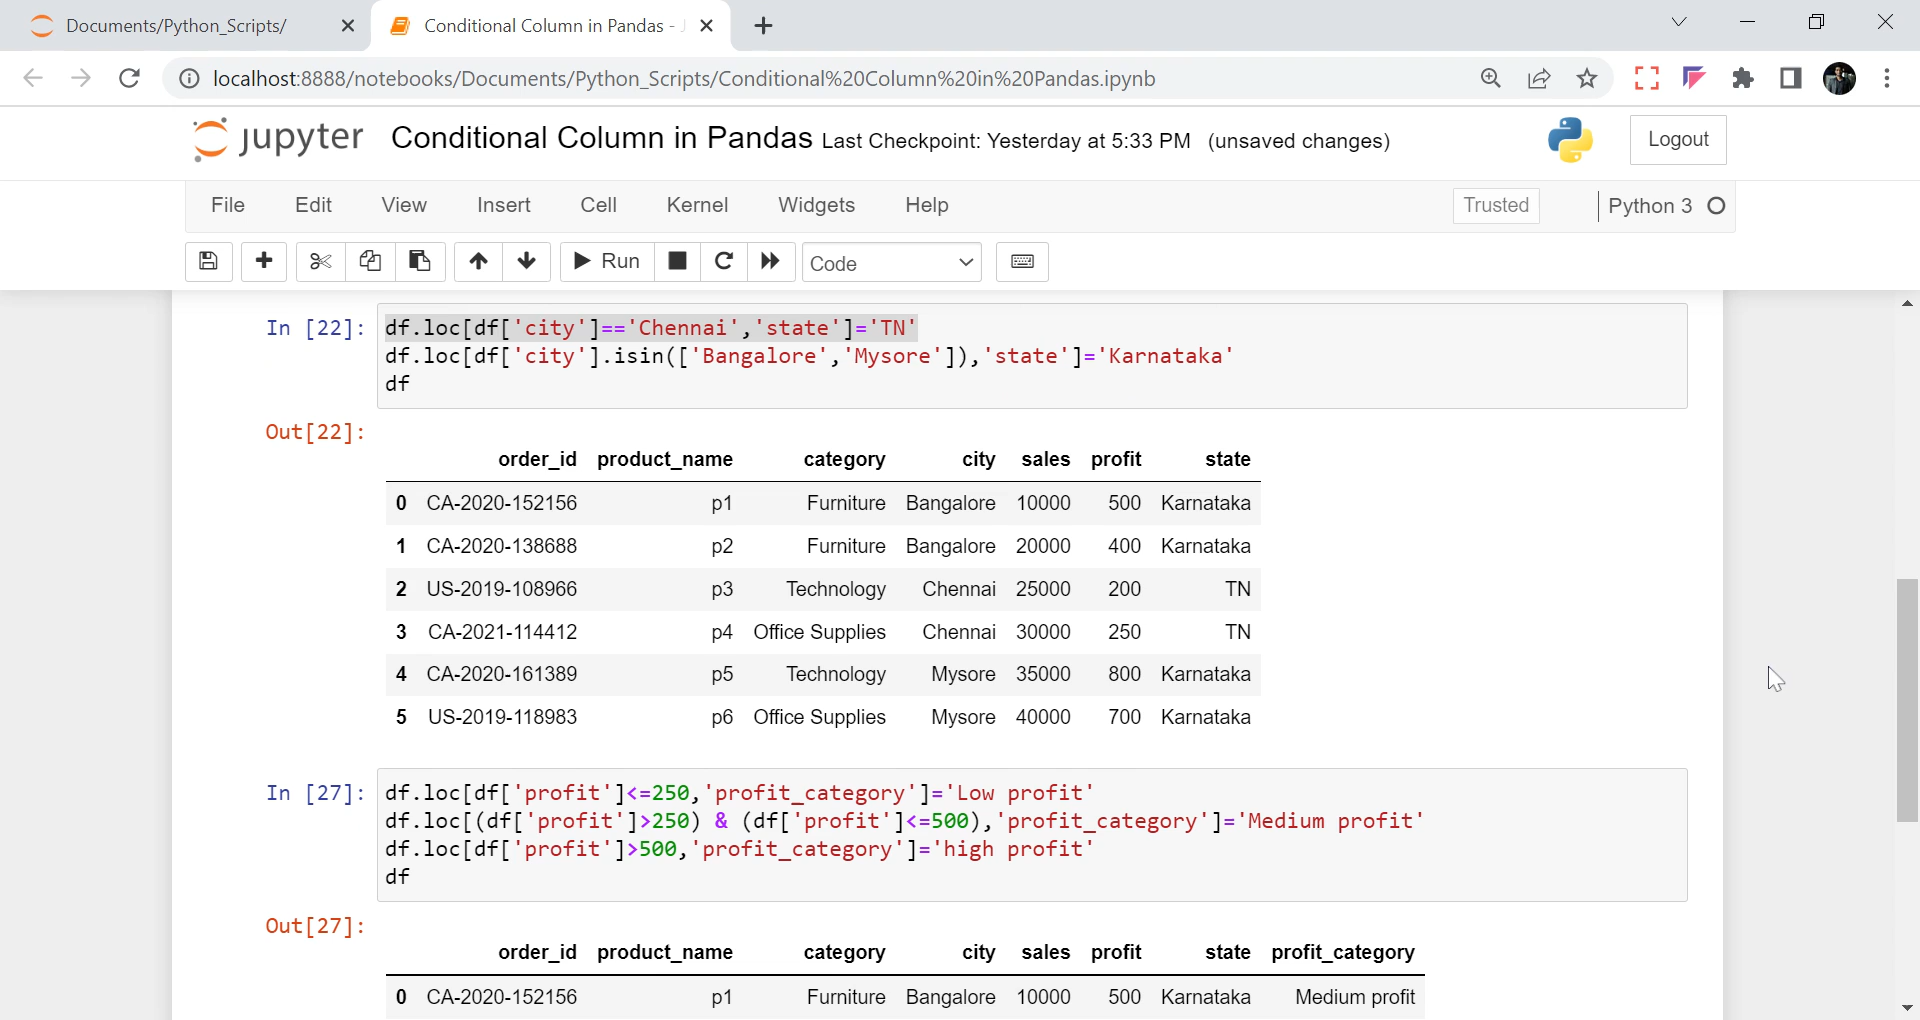 Documents/Python_Scripts/
Conditional Column in Pandas -
localhost:8888/notebooks/Documents/Python_Scripts/Conditional%20Column%20in%20Pandas.ipynb
jupyter Conditional Column in Pandas Last Checkpoint: Yesterday at 5:33 PM (unsaved changes) Logout
File Edit View Insert Cell Kernel Widgets Help Trusted Python 3
Run Code
In [22]: df.loc[df['city']=='Chennai','state']='TN'
df.loc[df['city'].isin(['Bangalore','Mysore']),'state']='Karnataka'
df
Out[22]:
order_id product_name category city sales profit state
0 CA-2020-152156 p1 Furniture Bangalore 10000 500 Karnataka
1 CA-2020-138688 p2 Furniture Bangalore 20000 400 Karnataka
2 US-2019-108966 p3 Technology Chennai 25000 200 TN
3 CA-2021-114412 p4 Office Supplies Chennai 30000 250 TN
4 CA-2020-161389 p5 Technology Mysore 35000 800 Karnataka
5 US-2019-118983 p6 Office Supplies Mysore 40000 700 Karnataka
In [27]: df.loc[df['profit']<=250,'profit_category']='Low profit'
df.loc[(df['profit']>250) & (df['profit']<=500),'profit_category']='Medium profit'
df.loc[df['profit']>500,'profit_category']='high profit'
df
Out[27]:
order_id product_name category city sales profit state profit_category
0 CA-2020-152156 p1 Furniture Bangalore 10000 500 Karnataka Medium profit